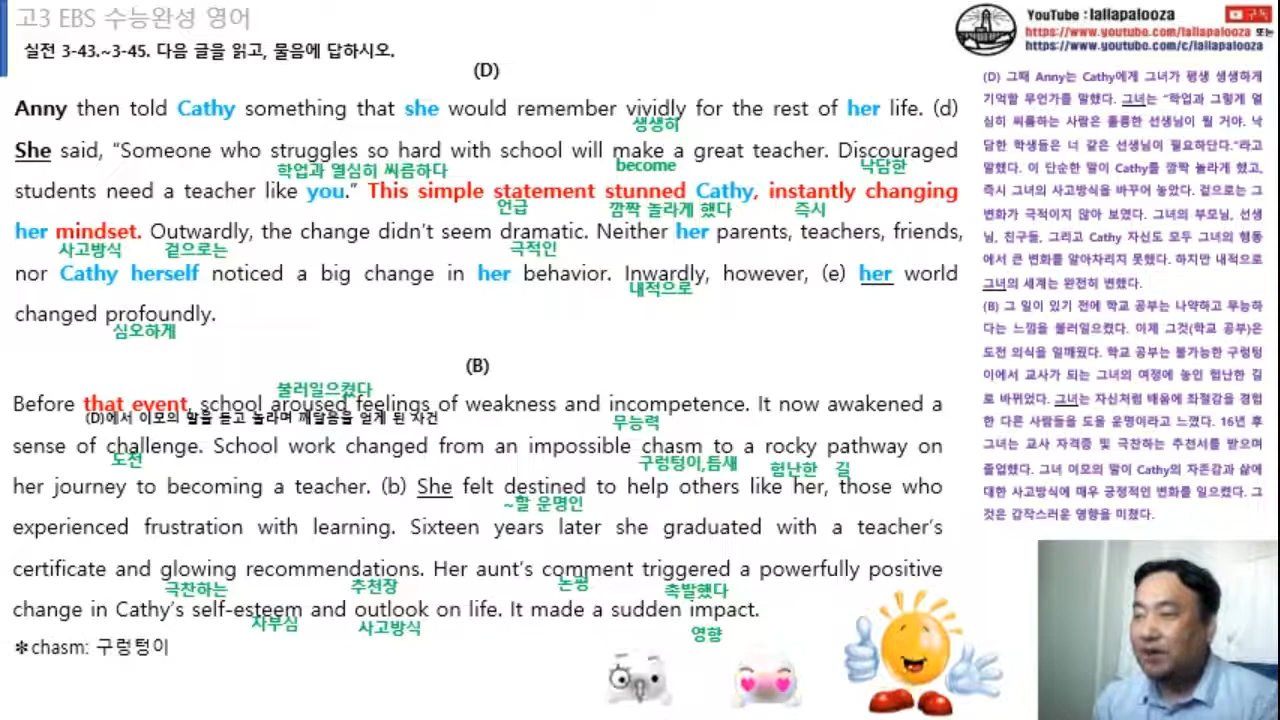 고3 EBS 수능완성 영어
실전 3-43.~3-45. 다음 글을 읽고, 물음에 답하시오.
YouTube : lallapalooza
구독
https://www.youtube.com/lallapalooza 또는
https://www.youtube.com/c/lallapalooza
(D)
Anny then told Cathy something that she would remember vividly for the rest of her life. (d)
생생히
She said, “Someone who struggles so hard with school will make a great teacher. Discouraged
학업과 열심히 씨름하다 become 낙담한
students need a teacher like you.” This simple statement stunned Cathy, instantly changing
언급 깜짝 놀라게 했다 즉시
her mindset. Outwardly, the change didn’t seem dramatic. Neither her parents, teachers, friends,
사고방식 겉으로는 극적인
nor Cathy herself noticed a big change in her behavior. Inwardly, however, (e) her world
내적으로
changed profoundly.
심오하게
(B)
불러일으켰다
Before that event, school aroused feelings of weakness and incompetence. It now awakened a
(D)에서 이모의 말을 듣고 놀라며 깨달음을 얻게 된 사건 무능력
sense of challenge. School work changed from an impossible chasm to a rocky pathway on
도전 구렁텅이,틈새 험난한 길
her journey to becoming a teacher. (b) She felt destined to help others like her, those who
~할 운명인
experienced frustration with learning. Sixteen years later she graduated with a teacher’s
certificate and glowing recommendations. Her aunt’s comment triggered a powerfully positive
극찬하는 추천장 논평 촉발했다
change in Cathy’s self-esteem and outlook on life. It made a sudden impact.
자부심 사고방식 영향
✻chasm: 구렁텅이
(D) 그때 Anny는 Cathy에게 그녀가 평생 생생하게
기억할 무언가를 말했다. 그녀는 “학업과 그렇게 열
심히 씨름하는 사람은 훌륭한 선생님이 될 거야. 낙
담한 학생들은 너 같은 선생님이 필요하단다.”라고
말했다. 이 단순한 말이 Cathy를 깜짝 놀라게 했고,
즉시 그녀의 사고방식을 바꾸어 놓았다. 겉으로는 그
변화가 극적이지 않아 보였다. 그녀의 부모님, 선생
님, 친구들, 그리고 Cathy 자신도 모두 그녀의 행동
에서 큰 변화를 알아차리지 못했다. 하지만 내적으로
그녀의 세계는 완전히 변했다.
(B) 그 일이 있기 전에 학교 공부는 나약하고 무능하
다는 느낌을 불러일으켰다. 이제 그것(학교 공부)은
도전 의식을 일깨웠다. 학교 공부는 불가능한 구렁텅
이에서 교사가 되는 그녀의 여정에 놓인 험난한 길
로 바뀌었다. 그녀는 자신처럼 배움에 좌절감을 경험
한 다른 사람들을 도울 운명이라고 느꼈다. 16년 후
그녀는 교사 자격증 및 극찬하는 추천서를 받으며
졸업했다. 그녀 이모의 말이 Cathy의 자존감과 삶에
대한 사고방식에 매우 긍정적인 변화를 일으켰다. 그
것은 갑작스러운 영향을 미쳤다.